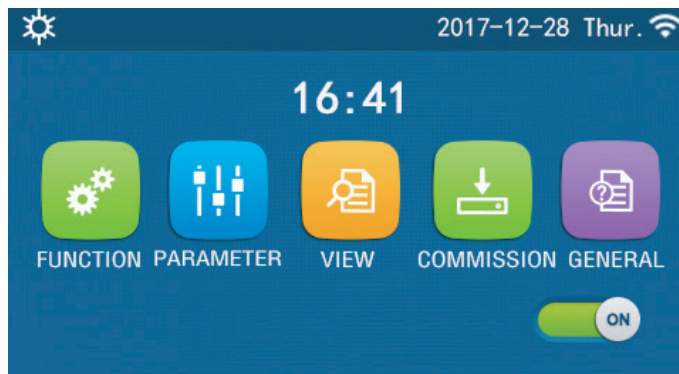 2017-12-28 Thur.
16:41
FUNCTION PARAMETER VIEW COMMISSION GENERAL
ON